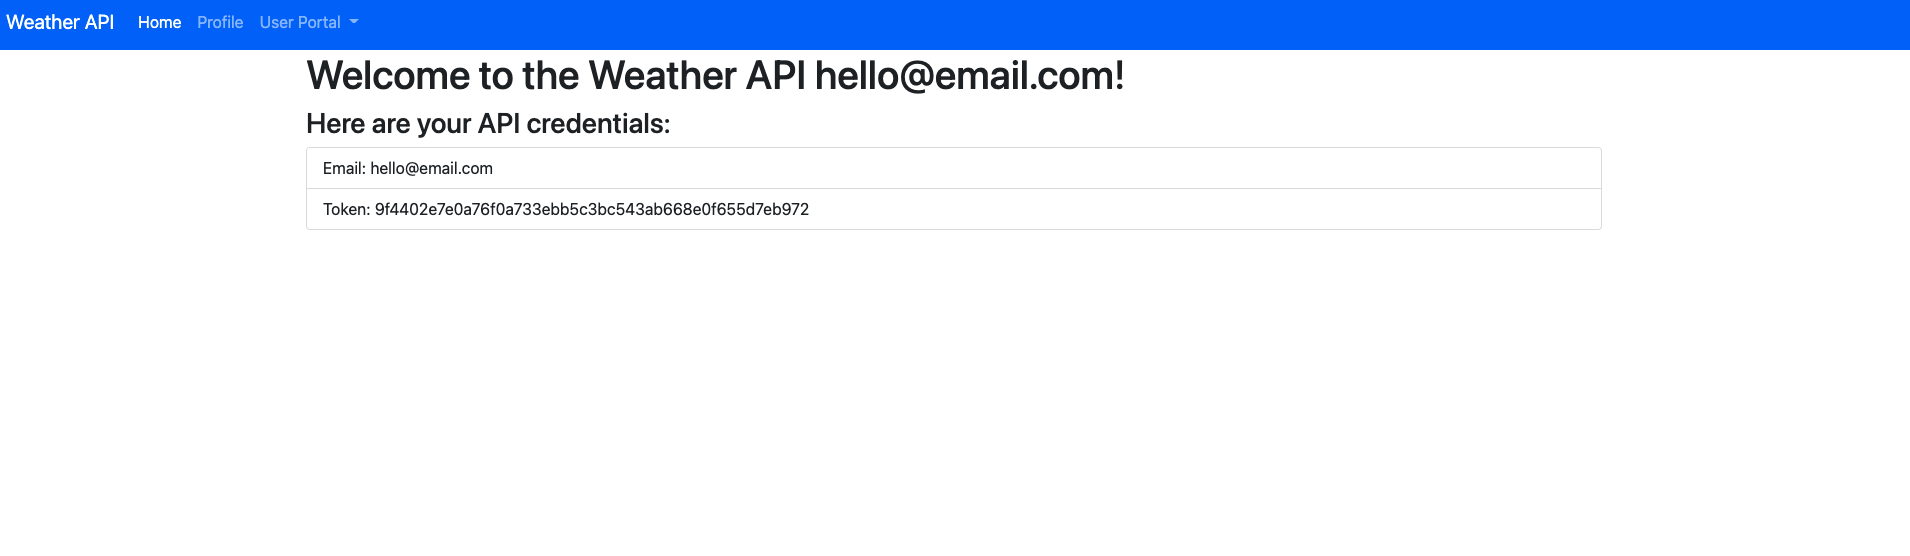 Weather API Home Profile User Portal
Welcome to the Weather API hello@email.com!
Here are your API credentials:
Email: hello@email.com
Token: 9f4402e7e0a76f0a733ebb5c3bc543ab668e0f655d7eb972